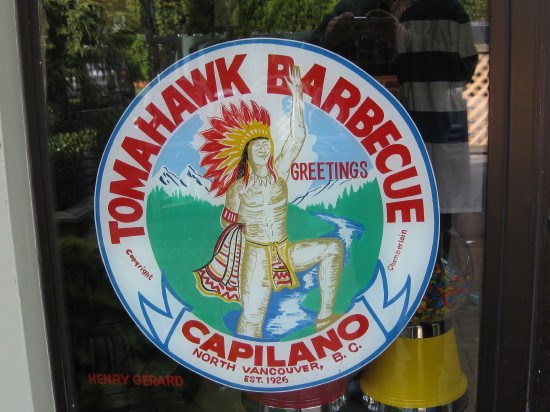 TOMAHAWK BARBECUE
GREETINGS
Copyright
Chamberlain
CAPILANO
NORTH VANCOUVER, B.C.
EST. 1926
HENRY GERARD